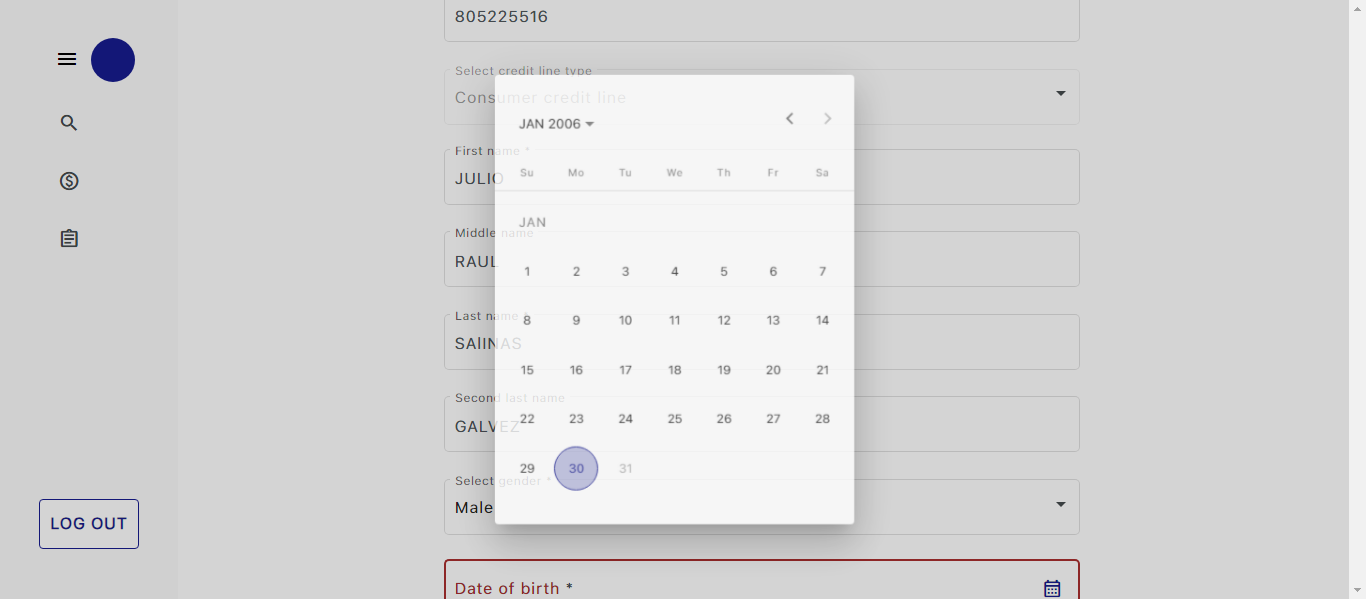 805225516
Select credit line type
Consumer credit line
JAN 2006
First name *
JULIO
Su Mo Tu We Th Fr Sa
JAN
Middle name
RAUL
1 2 3 4 5 6 7
Last name *
8 9 10 11 12 13 14
SAlINAS
15 16 17 18 19 20 21
Second last name
22 23 24 25 26 27 28
GALVEZ
29 30 31
Select gender *
Male
LOG OUT
Date of birth *